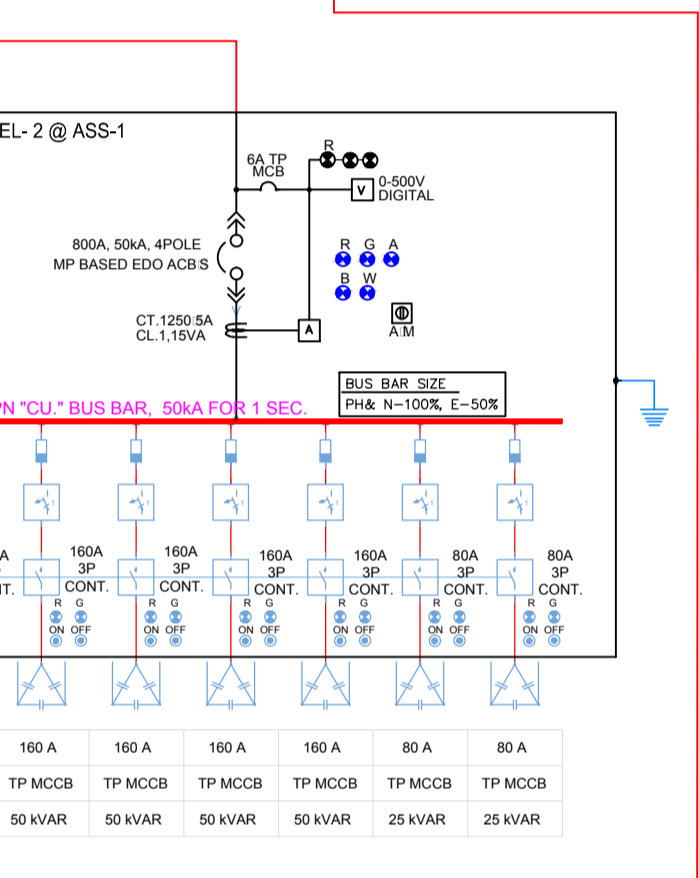 EL- 2 @ ASS-1
R
6A TP
MCB
V
0-500V
DIGITAL
800A, 50kA, 4POLE
MP BASED EDO ACB S
R G A
B W
CT.1250 5A
CL.1,15VA
A
A M
BUS BAR SIZE
PH& N-100%, E-50%
PN "CU." BUS BAR, 50kA FOR 1 SEC.
A 160A 160A 160A 160A 80A 80A
3P 3P 3P 3P 3P 3P
T. CONT. CONT. CONT. CONT. CONT. CONT.
R G R G R G R G R G R G
ON OFF ON OFF ON OFF ON OFF ON OFF ON OFF
160 A 160 A 160 A 160 A 80 A 80 A
TP MCCB TP MCCB TP MCCB TP MCCB TP MCCB TP MCCB
50 kVAR 50 kVAR 50 kVAR 50 kVAR 25 kVAR 25 kVAR